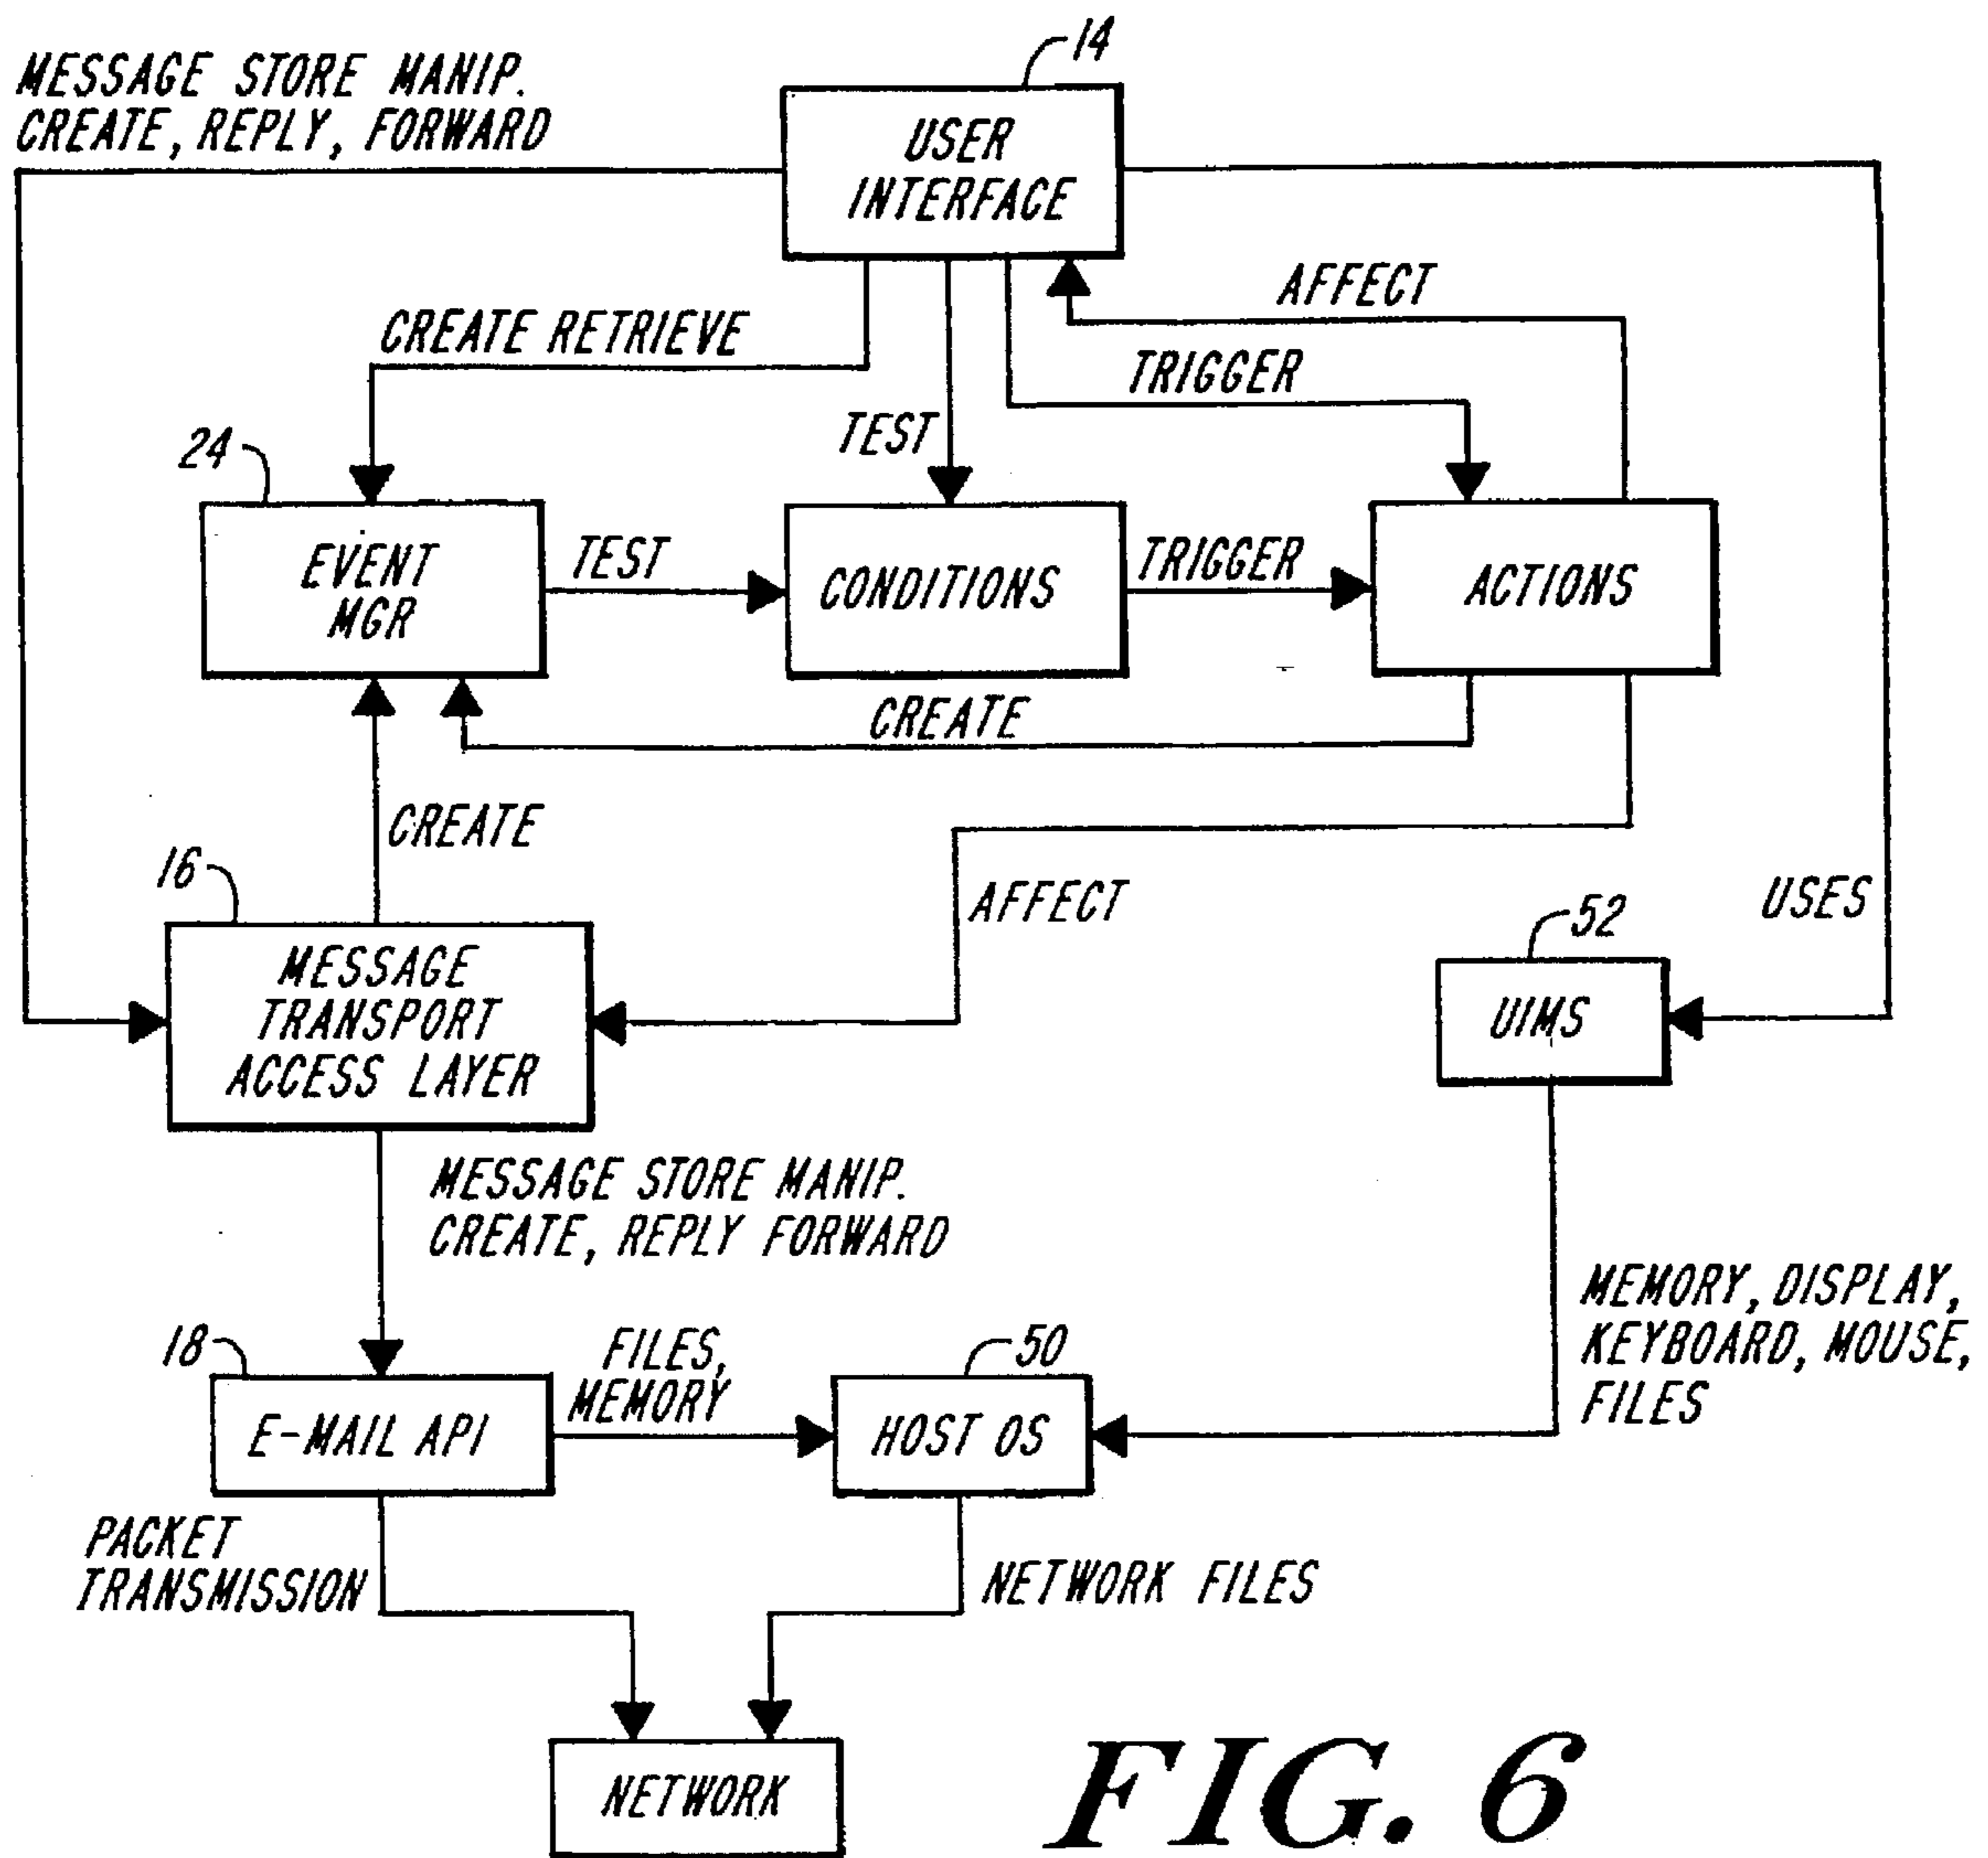 14
MESSAGE STORE MANIP.
CREATE, REPLY, FORWARD
USER
INTERFACE
AFFECT
CREATE RETRIEVE
TRIGGER
TEST
24
EVENT
MGR
TEST
CONDITIONS
TRIGGER
ACTIONS
CREATE
CREATE
16
AFFECT
USES
52
MESSAGE
TRANSPORT
ACCESS LAYER
UIMS
MESSAGE STORE MANIP.
CREATE, REPLY FORWARD
MEMORY, DISPLAY,
KEYBOARD, MOUSE,
FILES
18
FILES,
MEMORY
50
E-MAIL API
HOST OS
PACKET
TRANSMISSION
NETWORK FILES
NETWORK
FIG. 6